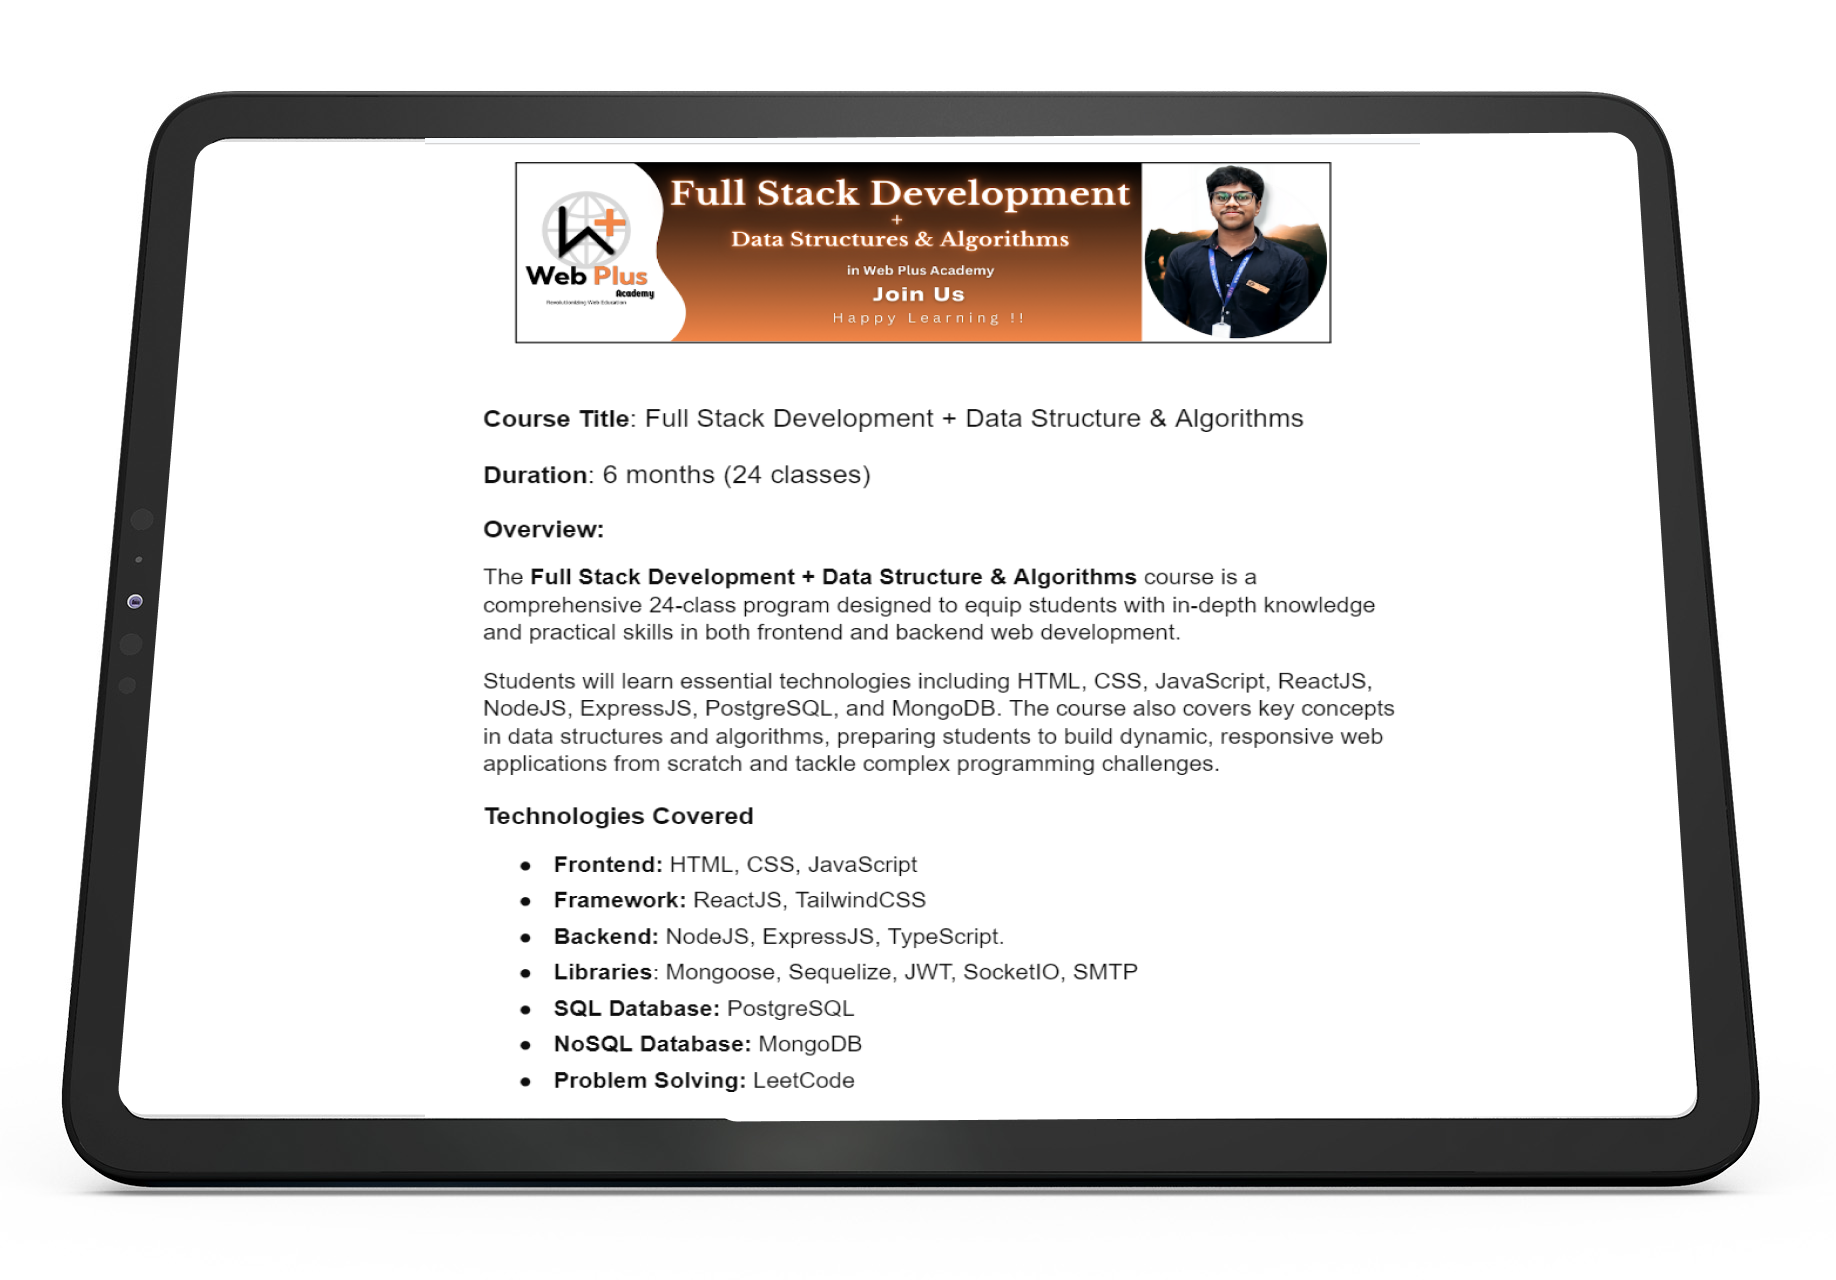 Full Stack Development
+
Data Structures & Algorithms
in Web Plus Academy
Join Us
Happy Learning !!
Web Plus
Academy
Revolutionizing Web Education
Course Title: Full Stack Development + Data Structure & Algorithms
Duration: 6 months (24 classes)
Overview:
The Full Stack Development + Data Structure & Algorithms course is a
comprehensive 24-class program designed to equip students with in-depth knowledge
and practical skills in both frontend and backend web development.
Students will learn essential technologies including HTML, CSS, JavaScript, ReactJS,
NodeJS, ExpressJS, PostgreSQL, and MongoDB. The course also covers key concepts
in data structures and algorithms, preparing students to build dynamic, responsive web
applications from scratch and tackle complex programming challenges.
Technologies Covered
● Frontend: HTML, CSS, JavaScript
● Framework: ReactJS, TailwindCSS
● Backend: NodeJS, ExpressJS, TypeScript.
● Libraries: Mongoose, Sequelize, JWT, SocketIO, SMTP
● SQL Database: PostgreSQL
● NoSQL Database: MongoDB
● Problem Solving: LeetCode